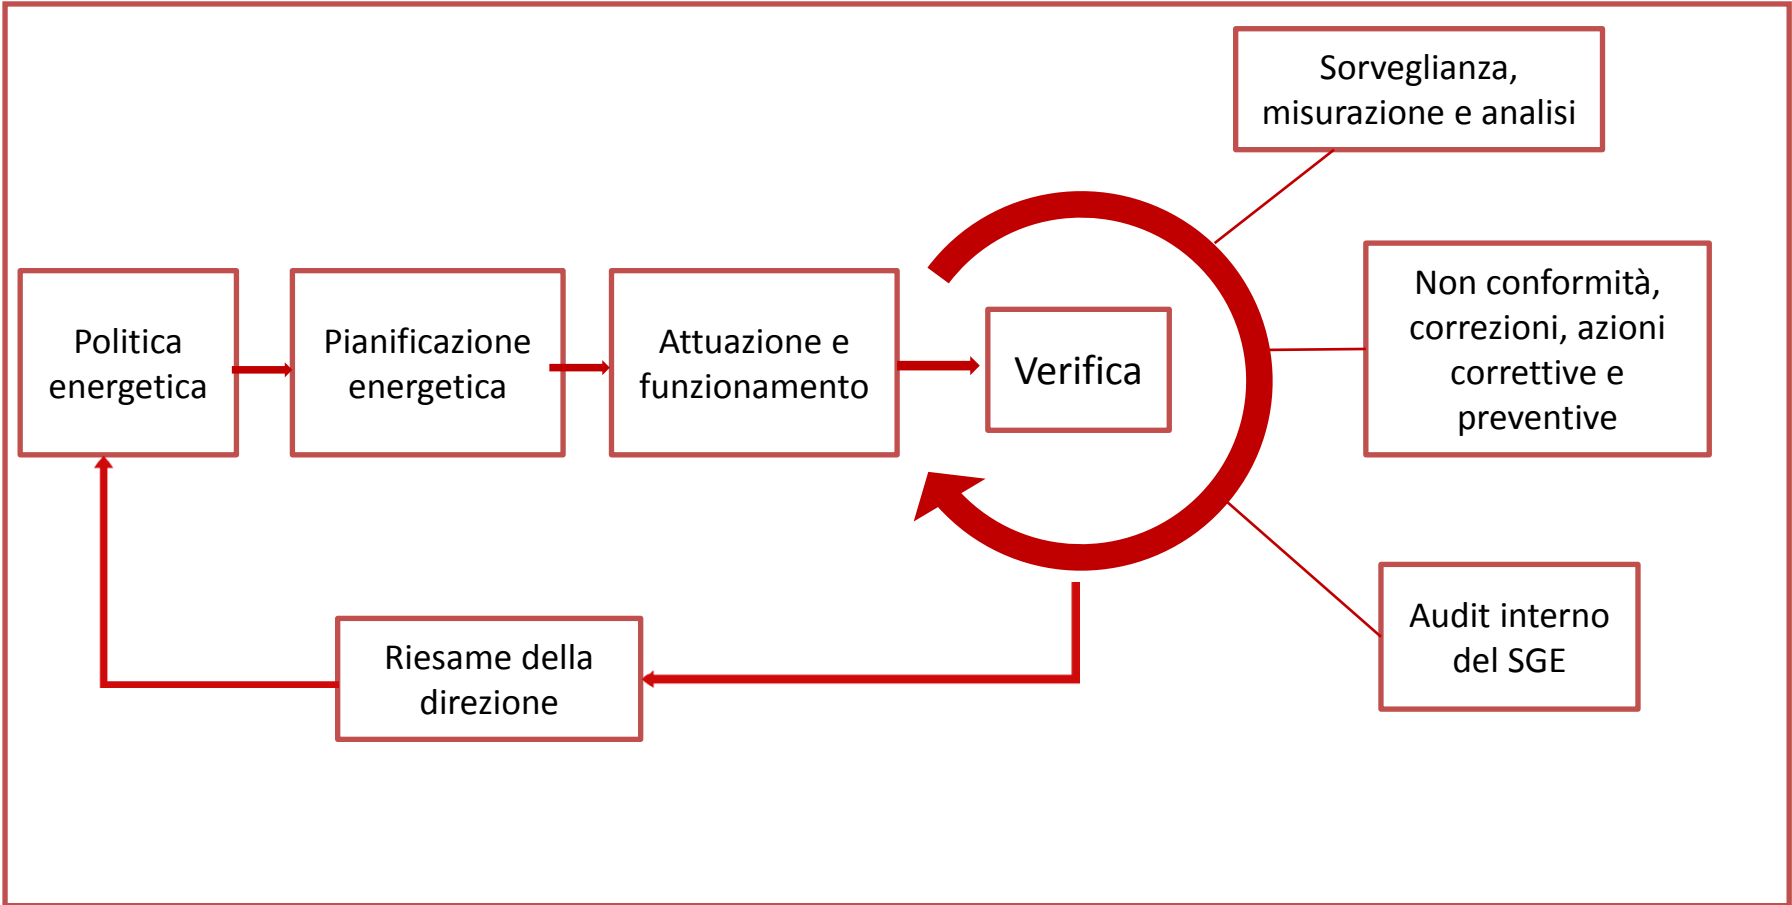 Sorveglianza,
misurazione e analisi
Politica
energetica
Pianificazione
energetica
Attuazione e
funzionamento
Verifica
Non conformità,
correzioni, azioni
correttive e
preventive
Audit interno
del SGE
Riesame della
direzione